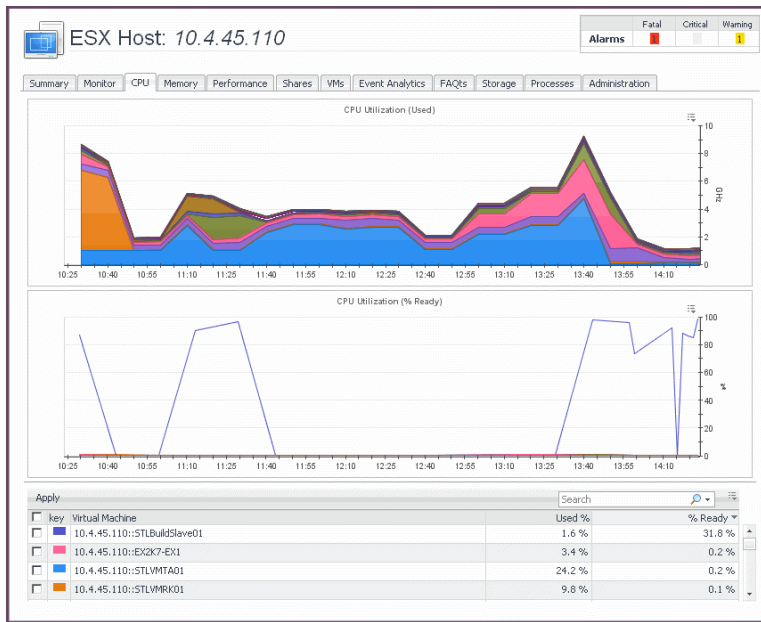 ESX Host: 10.4.45.110
Fatal Critical Warning
Alarms 1 1
Summary Monitor CPU Memory Performance Shares VMs Event Analytics FAQts Storage Processes Administration
CPU Utilization (Used)
10
8
6
4
2
0
GHz
10:25 10:40 10:55 11:10 11:25 11:40 11:55 12:10 12:25 12:40 12:55 13:10 13:25 13:40 13:55 14:10
CPU Utilization (% Ready)
100
80
60
40
20
0
%
10:25 10:40 10:55 11:10 11:25 11:40 11:55 12:10 12:25 12:40 12:55 13:10 13:25 13:40 13:55 14:10
Apply Search
key Virtual Machine Used % % Ready
10.4.45.110::STLBuildSlave01 1.6 % 31.8 %
10.4.45.110::EX2K7-EX1 3.4 % 0.2 %
10.4.45.110::STLVMTA01 24.2 % 0.2 %
10.4.45.110::STLVMRK01 9.8 % 0.1 %